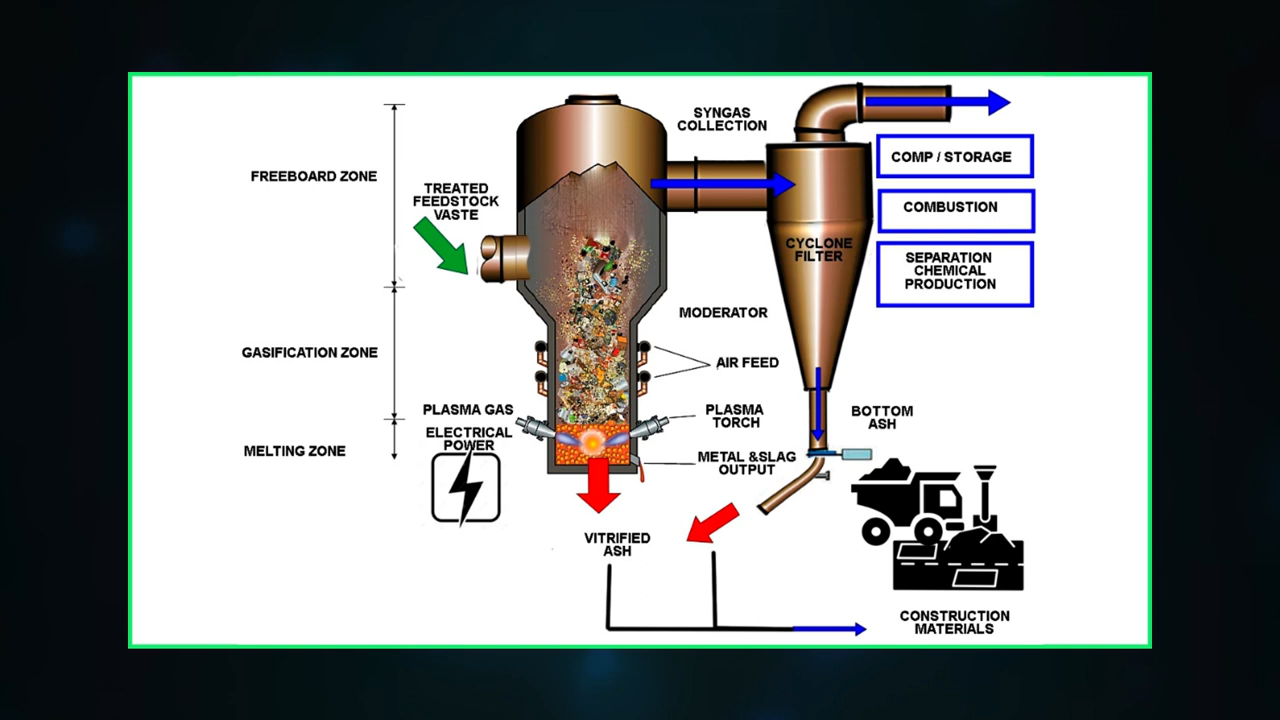 SYNGAS
COLLECTION
COMP / STORAGE
FREEBOARD ZONE
TREATED
FEEDSTOCK
VASTE
COMBUSTION
CYCLONE
FILTER
SEPARATION
CHEMICAL
PRODUCTION
MODERATOR
GASIFICATION ZONE
AIR FEED
PLASMA GAS
PLASMA
TORCH
BOTTOM
ASH
ELECTRICAL
POWER
MELTING ZONE
METAL &SLAG
OUTPUT
VITRIFIED
ASH
CONSTRUCTION
MATERIALS